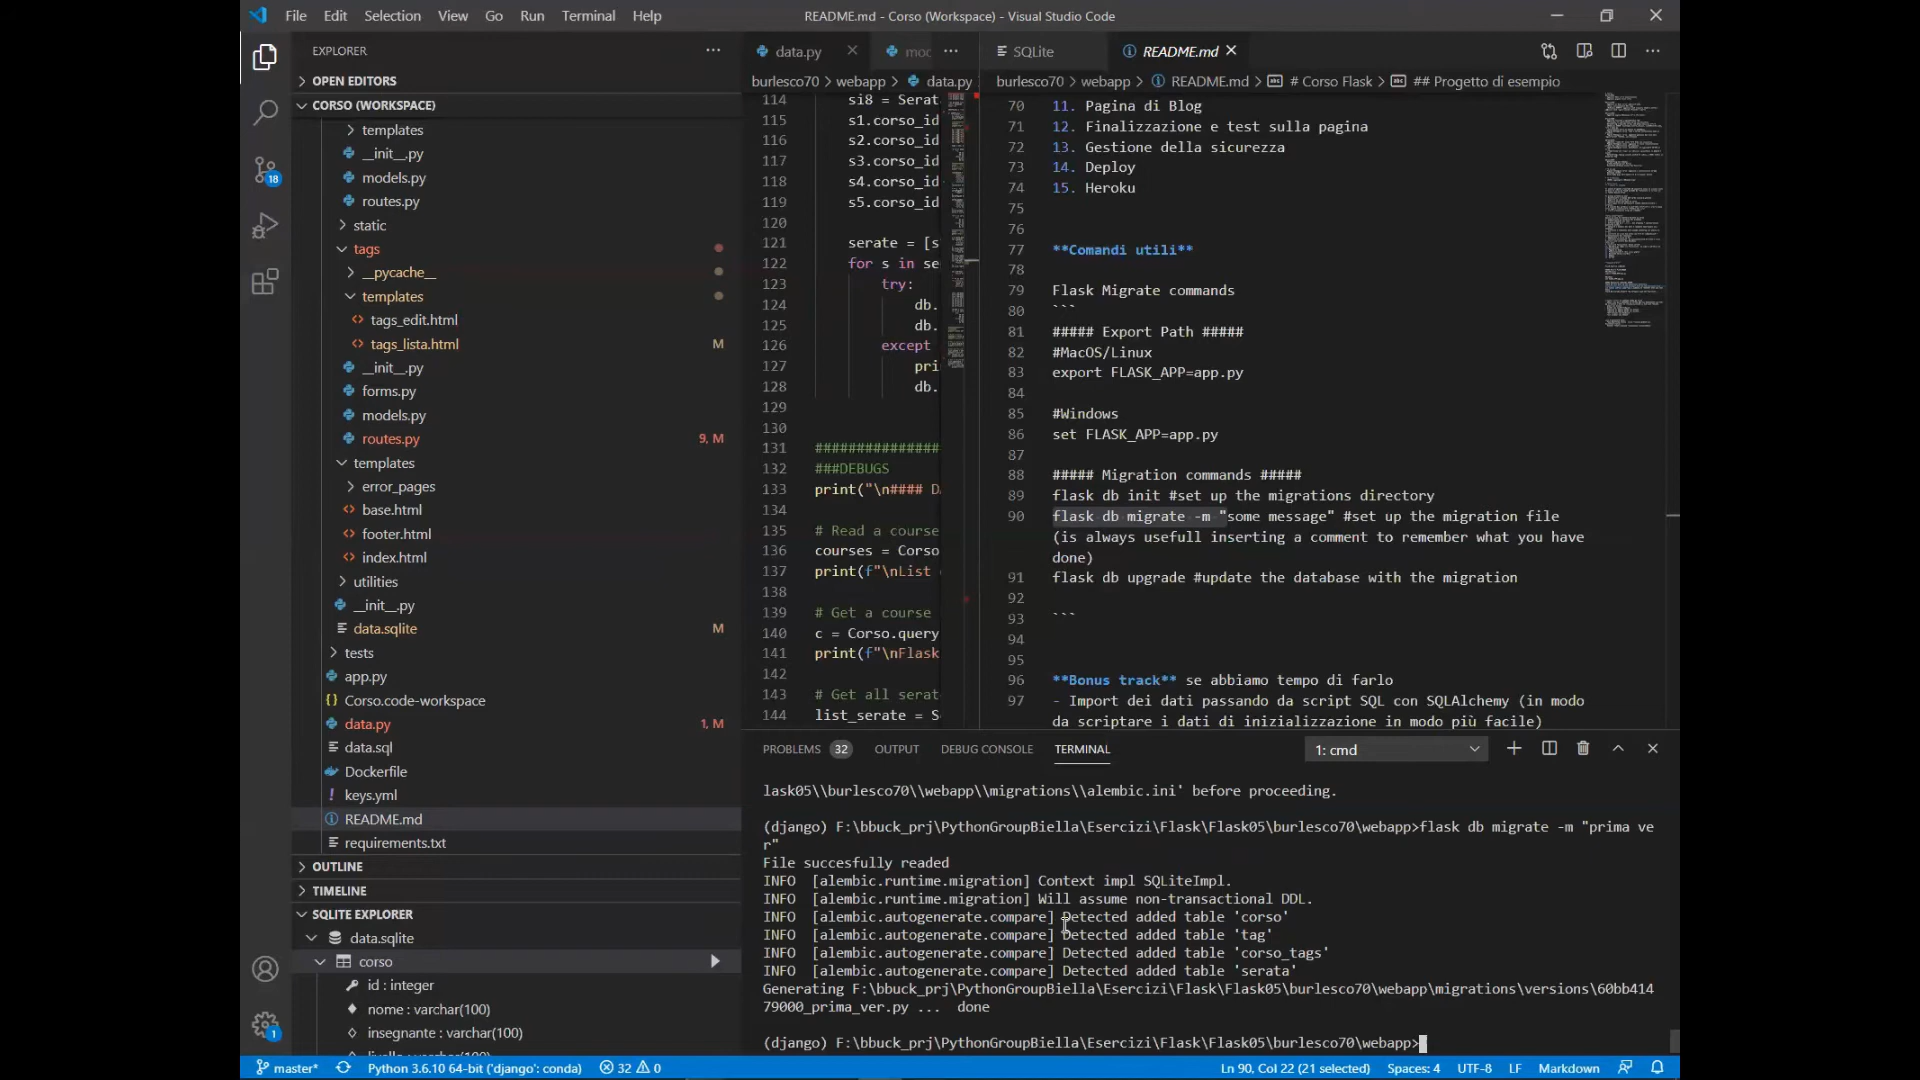 File Edit Selection View Go Run Terminal Help
README.md - Corso (Workspace) - Visual Studio Code
EXPLORER
OPEN EDITORS
CORSO (WORKSPACE)
templates
__init__.py
models.py
routes.py
static
tags
__pycache__
templates
tags_edit.html
tags_lista.html M
__init__.py
forms.py
models.py
routes.py 9, M
templates
error_pages
base.html
footer.html
index.html
utilities
__init__.py
data.sqlite M
tests
app.py
Corso.code-workspace
data.py 1, M
data.sql
Dockerfile
keys.yml
README.md
requirements.txt
OUTLINE
TIMELINE
SQLITE EXPLORER
data.sqlite
corso
id : integer
nome : varchar(100)
insegnante : varchar(100)
18
1
data.py
burlesco70 > webapp > data.py
114 si8 = Serat
115 s1.corso_id
116 s2.corso_id
117 s3.corso_id
118 s4.corso_id
119 s5.corso_id
120
121 serate = [s
122 for s in se
123 try:
124 db.
125 db.
126 except
127 pri
128 db.
129
130
131 ###############
132 ###DEBUGS
133 print("\n#### D
134
135 # Read a course
136 courses = Corso
137 print(f"\nList
138
139 # Get a course
140 c = Corso.query
141 print(f"\nFlask
142
143 # Get all serat
144 list_serate = S
SQLite README.md
burlesco70 > webapp > README.md > # Corso Flask > ## Progetto di esempio
70 11. Pagina di Blog
71 12. Finalizzazione e test sulla pagina
72 13. Gestione della sicurezza
73 14. Deploy
74 15. Heroku
75
76
77 **Comandi utili**
78
79 Flask Migrate commands
80 ```
81 ##### Export Path #####
82 #MacOS/Linux
83 export FLASK_APP=app.py
84
85 #Windows
86 set FLASK_APP=app.py
87
88 ##### Migration commands #####
89 flask db init #set up the migrations directory
90 flask db migrate -m "some message" #set up the migration file
(is always usefull inserting a comment to remember what you have
done)
91 flask db upgrade #update the database with the migration
92
93 ```
94
95
96 **Bonus track** se abbiamo tempo di farlo
97 - Import dei dati passando da script SQL con SQLAlchemy (in modo
da scriptare i dati di inizializzazione in modo più facile)
PROBLEMS 32 OUTPUT DEBUG CONSOLE TERMINAL 1: cmd
lask05\\burlesco70\\webapp\\migrations\\alembic.ini' before proceeding.
(django) F:\bbuck_prj\PythonGroupBiella\Esercizi\Flask\Flask05\burlesco70\webapp>flask db migrate -m "prima ve
r"
File succesfully readed
INFO [alembic.runtime.migration] Context impl SQLiteImpl.
INFO [alembic.runtime.migration] Will assume non-transactional DDL.
INFO [alembic.autogenerate.compare] Detected added table 'corso'
INFO [alembic.autogenerate.compare] Detected added table 'tag'
INFO [alembic.autogenerate.compare] Detected added table 'corso_tags'
INFO [alembic.autogenerate.compare] Detected added table 'serata'
Generating F:\bbuck_prj\PythonGroupBiella\Esercizi\Flask\Flask05\burlesco70\webapp\migrations\versions\60bb414
79000_prima_ver.py ... done
(django) F:\bbuck_prj\PythonGroupBiella\Esercizi\Flask\Flask05\burlesco70\webapp>
master* Python 3.6.10 64-bit ('django': conda) 32 0 Ln 90, Col 22 (21 selected) Spaces: 4 UTF-8 LF Markdown